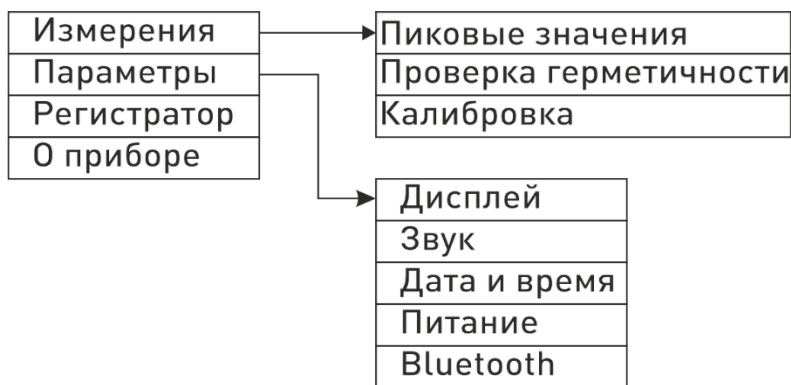 Измерения
Параметры
Регистратор
О приборе
Пиковые значения
Проверка герметичности
Калибровка
Дисплей
Звук
Дата и время
Питание
Bluetooth